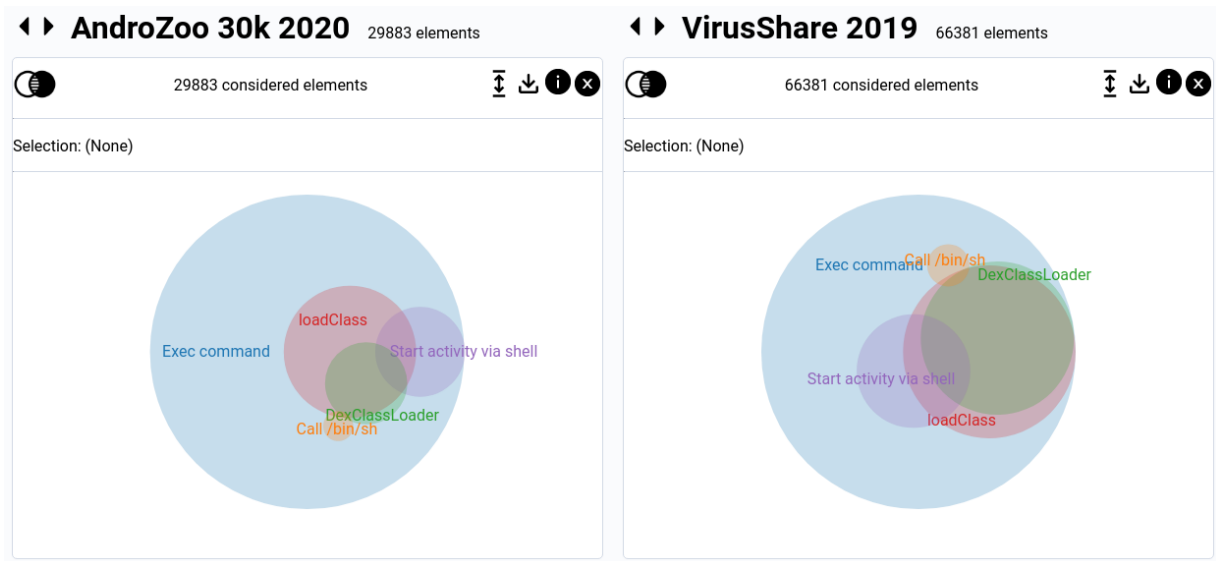 AndroZoo 30k 2020 29883 elements
29883 considered elements
Selection: (None)
loadClass
Exec command
Start activity via shell
DexClassLoader
Call /bin/sh
VirusShare 2019 66381 elements
66381 considered elements
Selection: (None)
Call /bin/sh
Exec command
DexClassLoader
Start activity via shell
loadClass